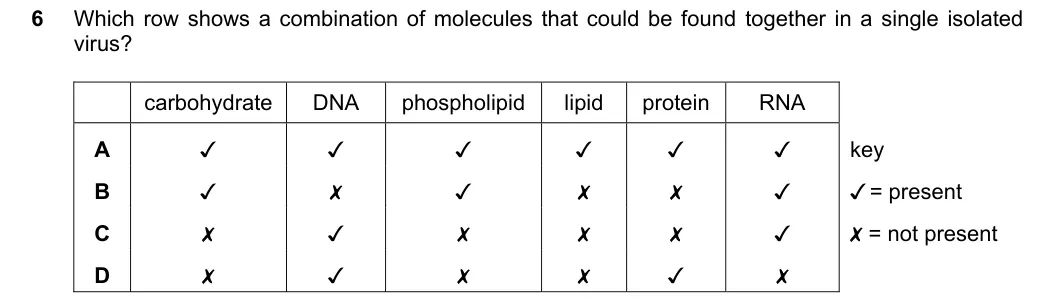 6 Which row shows a combination of molecules that could be found together in a single isolated
virus?
carbohydrate DNA phospholipid lipid protein RNA
A ✓ ✓ ✓ ✓ ✓ ✓ key
B ✓ ✗ ✓ ✗ ✗ ✓ ✓ = present
C ✗ ✓ ✗ ✗ ✗ ✓ ✗ = not present
D ✗ ✓ ✗ ✗ ✓ ✗